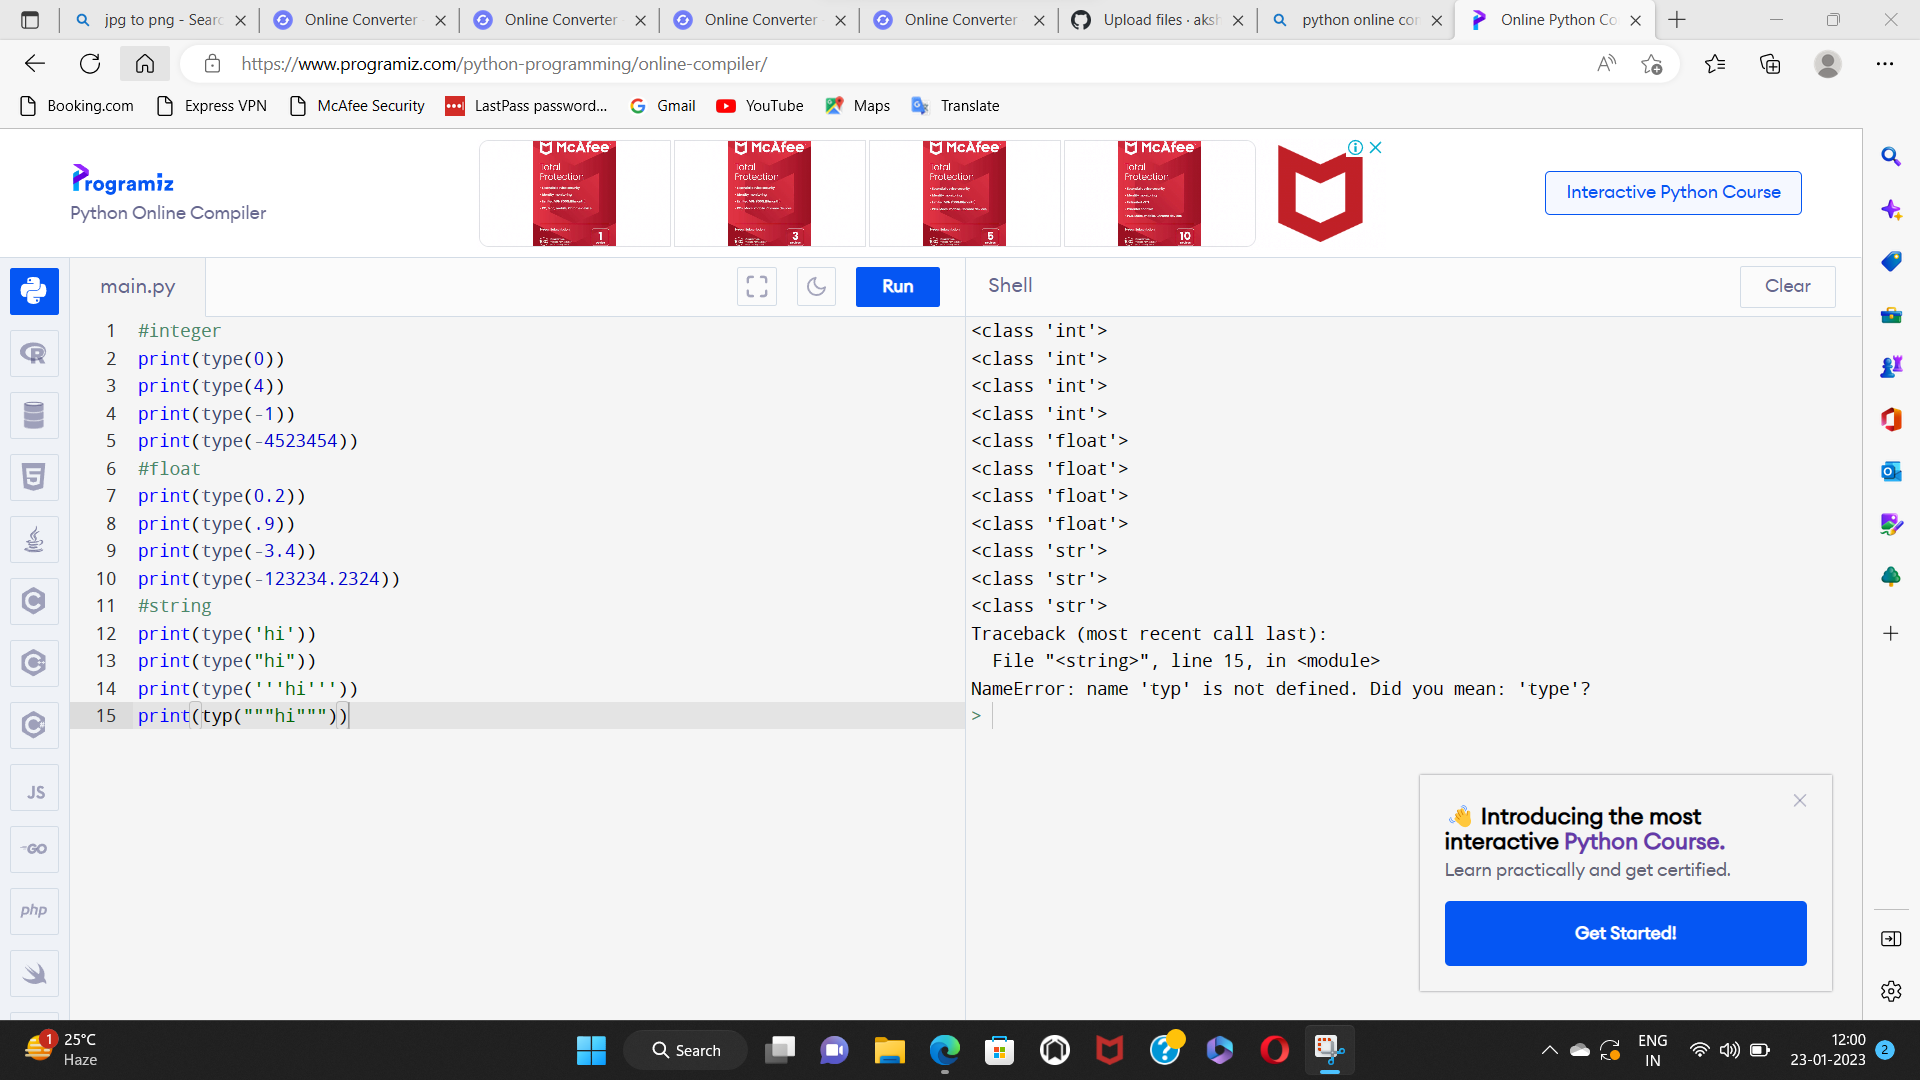 jpg to png - Searc
Online Converter
Online Converter
Online Converter
Online Converter
Upload files · aksh
python online con
Online Python Co
https://www.programiz.com/python-programming/online-compiler/
Booking.com
Express VPN
McAfee Security
LastPass password...
Gmail
YouTube
Maps
Translate
Programiz
Python Online Compiler
McAfee
Total
Protection
1
McAfee
Total
Protection
3
McAfee
Total
Protection
5
McAfee
Total
Protection
10
Interactive Python Course
main.py
Run
Shell
Clear
1 #integer
2 print(type(0))
3 print(type(4))
4 print(type(-1))
5 print(type(-4523454))
6 #float
7 print(type(0.2))
8 print(type(.9))
9 print(type(-3.4))
10 print(type(-123234.2324))
11 #string
12 print(type('hi'))
13 print(type("hi"))
14 print(type('''hi'''))
15 print(typ("""hi"""))
<class 'int'>
<class 'int'>
<class 'int'>
<class 'int'>
<class 'float'>
<class 'float'>
<class 'float'>
<class 'float'>
<class 'str'>
<class 'str'>
<class 'str'>
Traceback (most recent call last):
File "<string>", line 15, in <module>
NameError: name 'typ' is not defined. Did you mean: 'type'?
>
JS
GO
php
👋 Introducing the most
interactive Python Course.
Learn practically and get certified.
Get Started!
1
25°C
Haze
Search
ENG
IN
12:00
23-01-2023
2